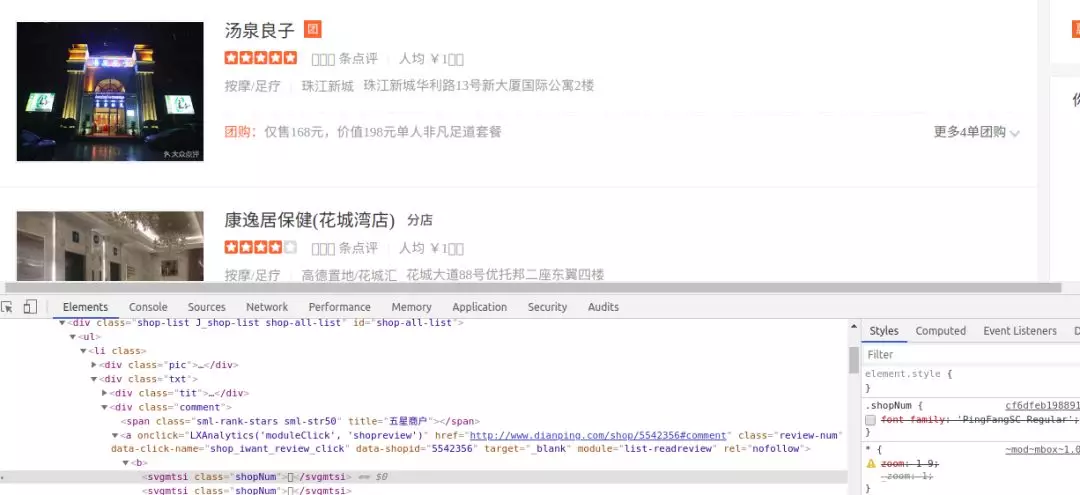 汤泉良子 团
条点评 人均 ￥1
按摩/足疗 珠江新城 珠江新城华利路13号新大厦国际公寓2楼
团购: 仅售168元，价值198元单人非凡足道套餐 更多4单团购
大众点评
康逸居保健(花城湾店) 分店
条点评 人均 ￥1
按摩/足疗 高德置地/花城汇 花城大道88号优托邦二座东翼四楼
Elements Console Sources Network Performance Memory Application Security Audits
<div class="shop-list J_shop-list shop-all-list" id="shop-all-list">
<ul>
<li class>
<div class="pic">…</div>
<div class="txt">
<div class="tit">…</div>
<div class="comment">
<span class="sml-rank-stars sml-str50" title="五星商户"></span>
<a onclick="LXAnalytics('moduleClick', 'shopreview')" href="http://www.dianping.com/shop/5542356#comment" class="review-num"
data-click-name="shop_iwant_review_click" data-shopid="5542356" target="_blank" module="list-readreview" rel="nofollow">
<b>
<svgmtsi class="shopNum"></svgmtsi> == $0
<svgmtsi class="shopNum"></svgmtsi>
Styles Computed Event Listeners D
Filter
element.style {
}
.shopNum { cf6dfeb198891
font-family: 'PingFangSC-Regular';
}
* { ~mod~mbox~1.0
zoom: 1 9;
zoom: 1;
}